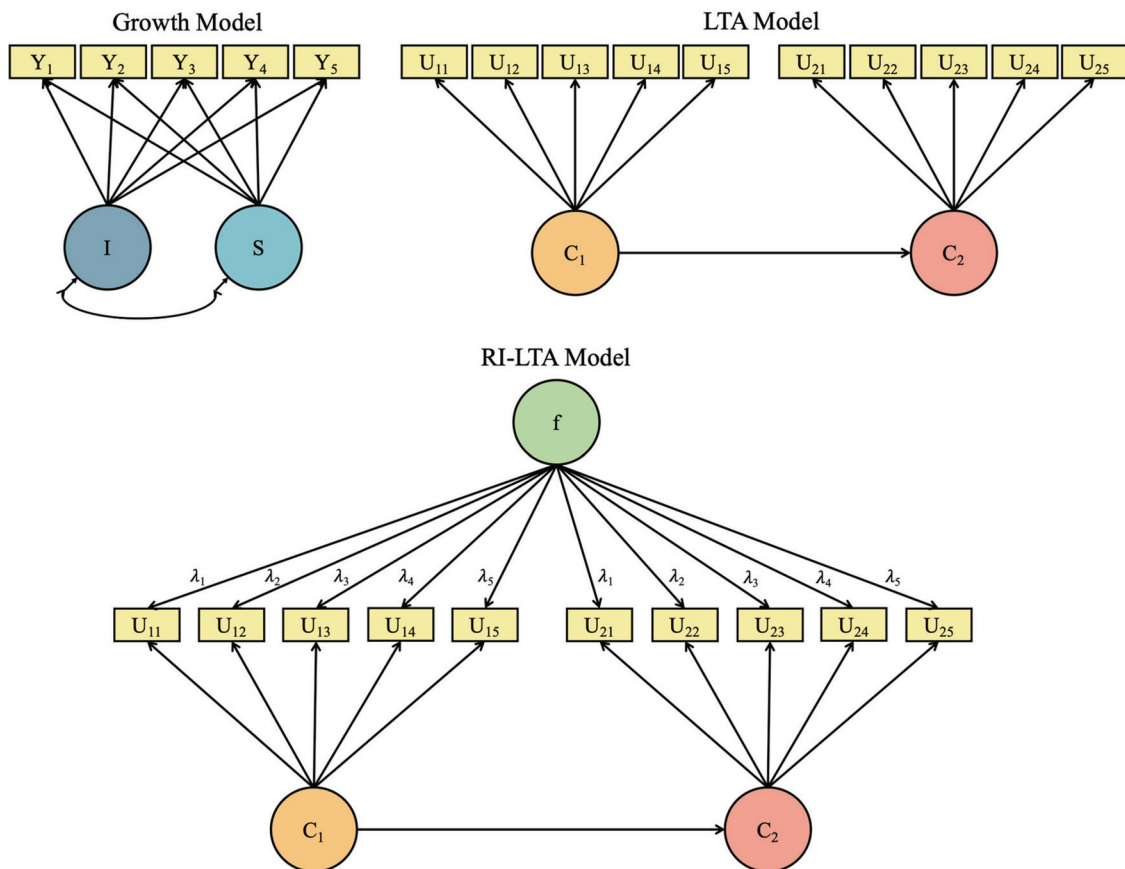 Growth Model
LTA Model
Y₁ Y₂ Y₃ Y₄ Y₅
U₁₁ U₁₂ U₁₃ U₁₄ U₁₅
U₂₁ U₂₂ U₂₃ U₂₄ U₂₅
I
S
C₁
C₂
RI-LTA Model
f
λ₁ λ₂ λ₃ λ₄ λ₅
λ₁ λ₂ λ₃ λ₄ λ₅
U₁₁ U₁₂ U₁₃ U₁₄ U₁₅
U₂₁ U₂₂ U₂₃ U₂₄ U₂₅
C₁
C₂